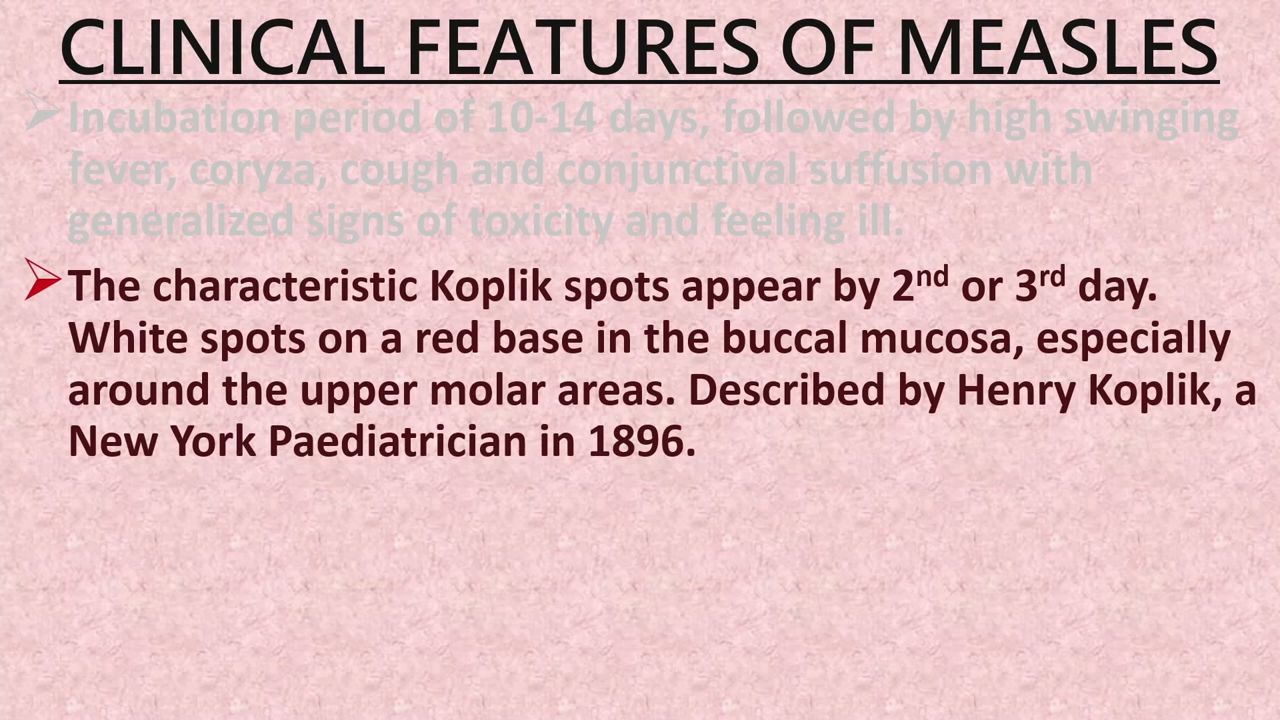 CLINICAL FEATURES OF MEASLES
Incubation period of 10-14 days, followed by high swinging
fever, coryza, cough and conjunctival suffusion with
generalized signs of toxicity and feeling ill.
The characteristic Koplik spots appear by 2nd or 3rd day.
White spots on a red base in the buccal mucosa, especially
around the upper molar areas. Described by Henry Koplik, a
New York Paediatrician in 1896.